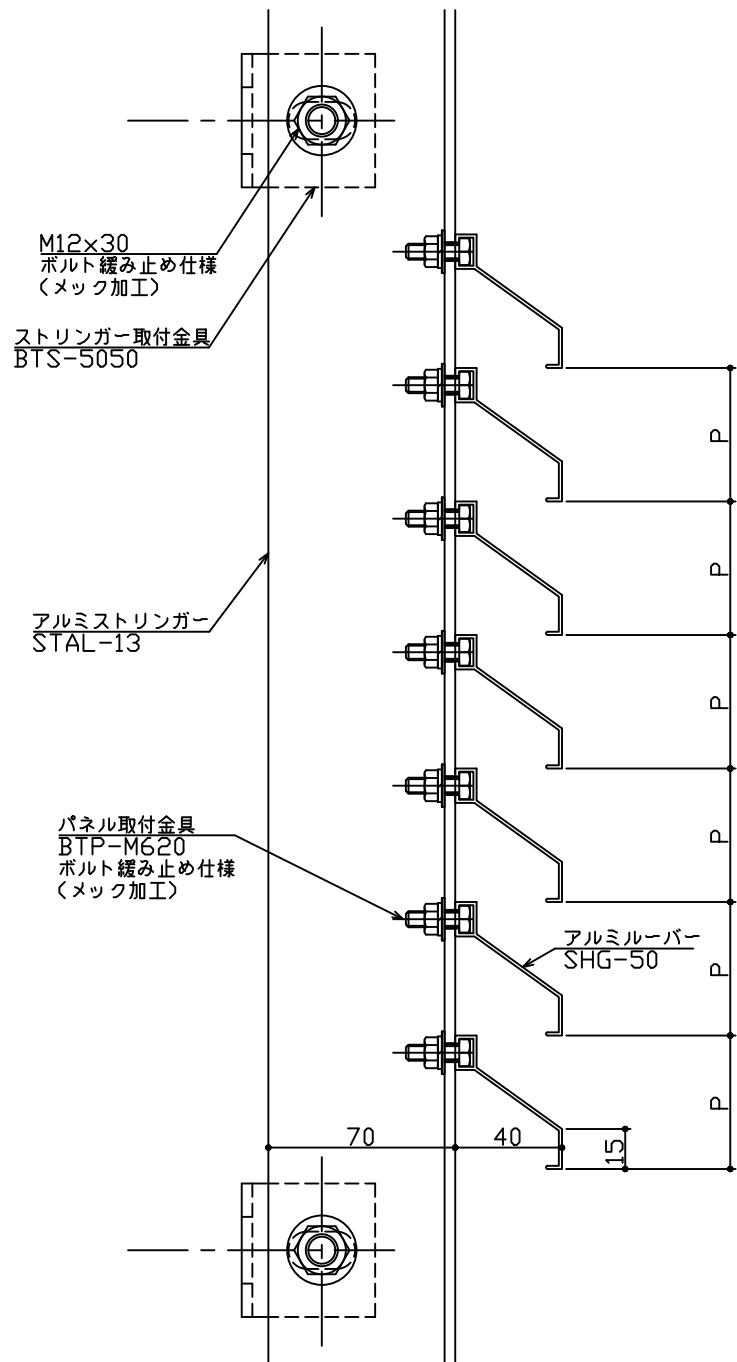 M12x30
ボルト緩み止め仕様
(メック加工)
ストリンガー取付金具
BTS-5050
P
P
P
アルミストリンガー
STAL-13
P
パネル取付金具
BTP-M620
ボルト緩み止め仕様
(メック加工)
アルミルーバー
SHG-50
P
P
70
40
15